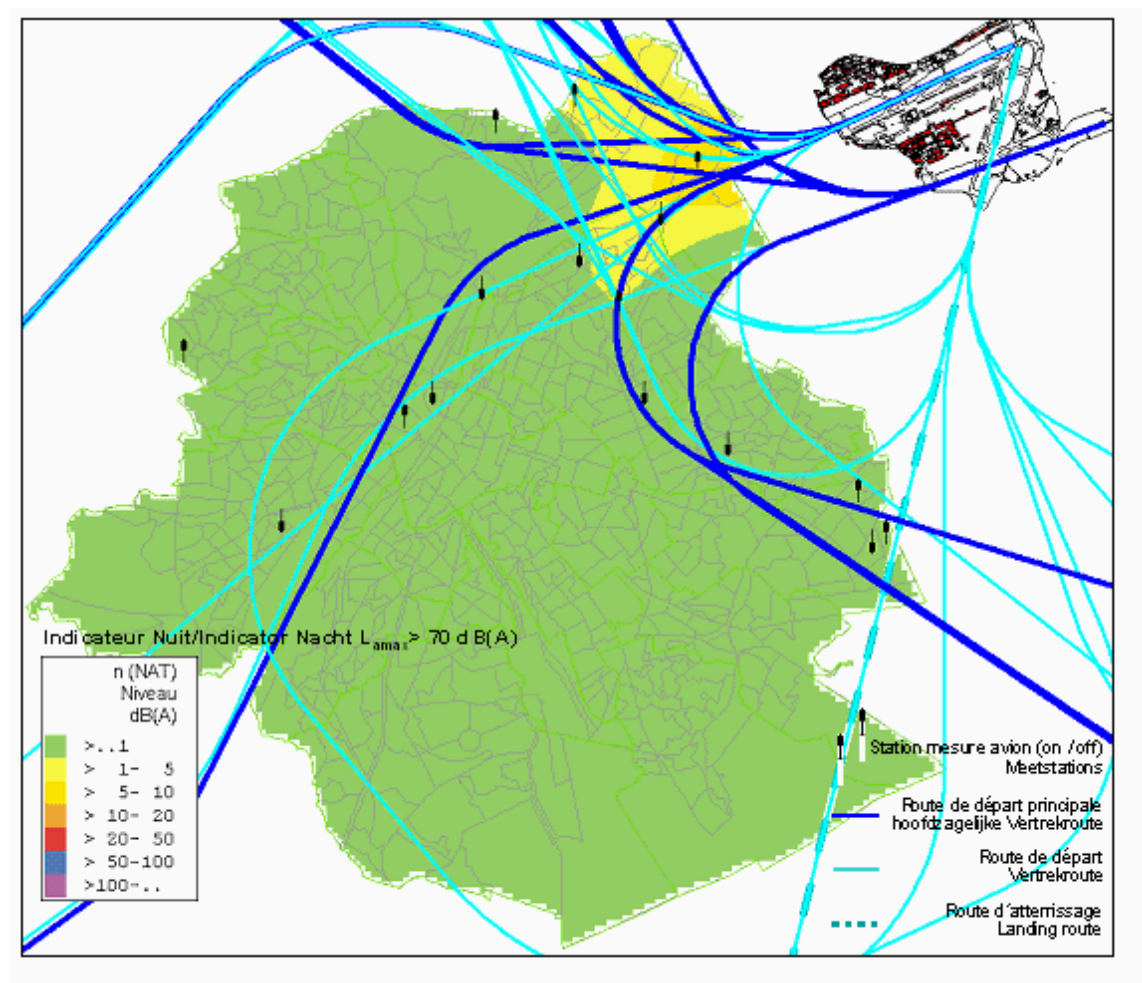 Indicateur Nuit/Indicator Nacht Lamax> 70 d B(A)
n (NAT)
Niveau
dB(A)
>..1
> 1- 5
> 5- 10
> 10- 20
> 20- 50
> 50-100
>100-..
Station mesure avion (on /off)
Meetstations
Route de départ principale
hoofdzagelijke Vertrekroute
Route de départ
Vertrekroute
Route d'atterrissage
Landing route